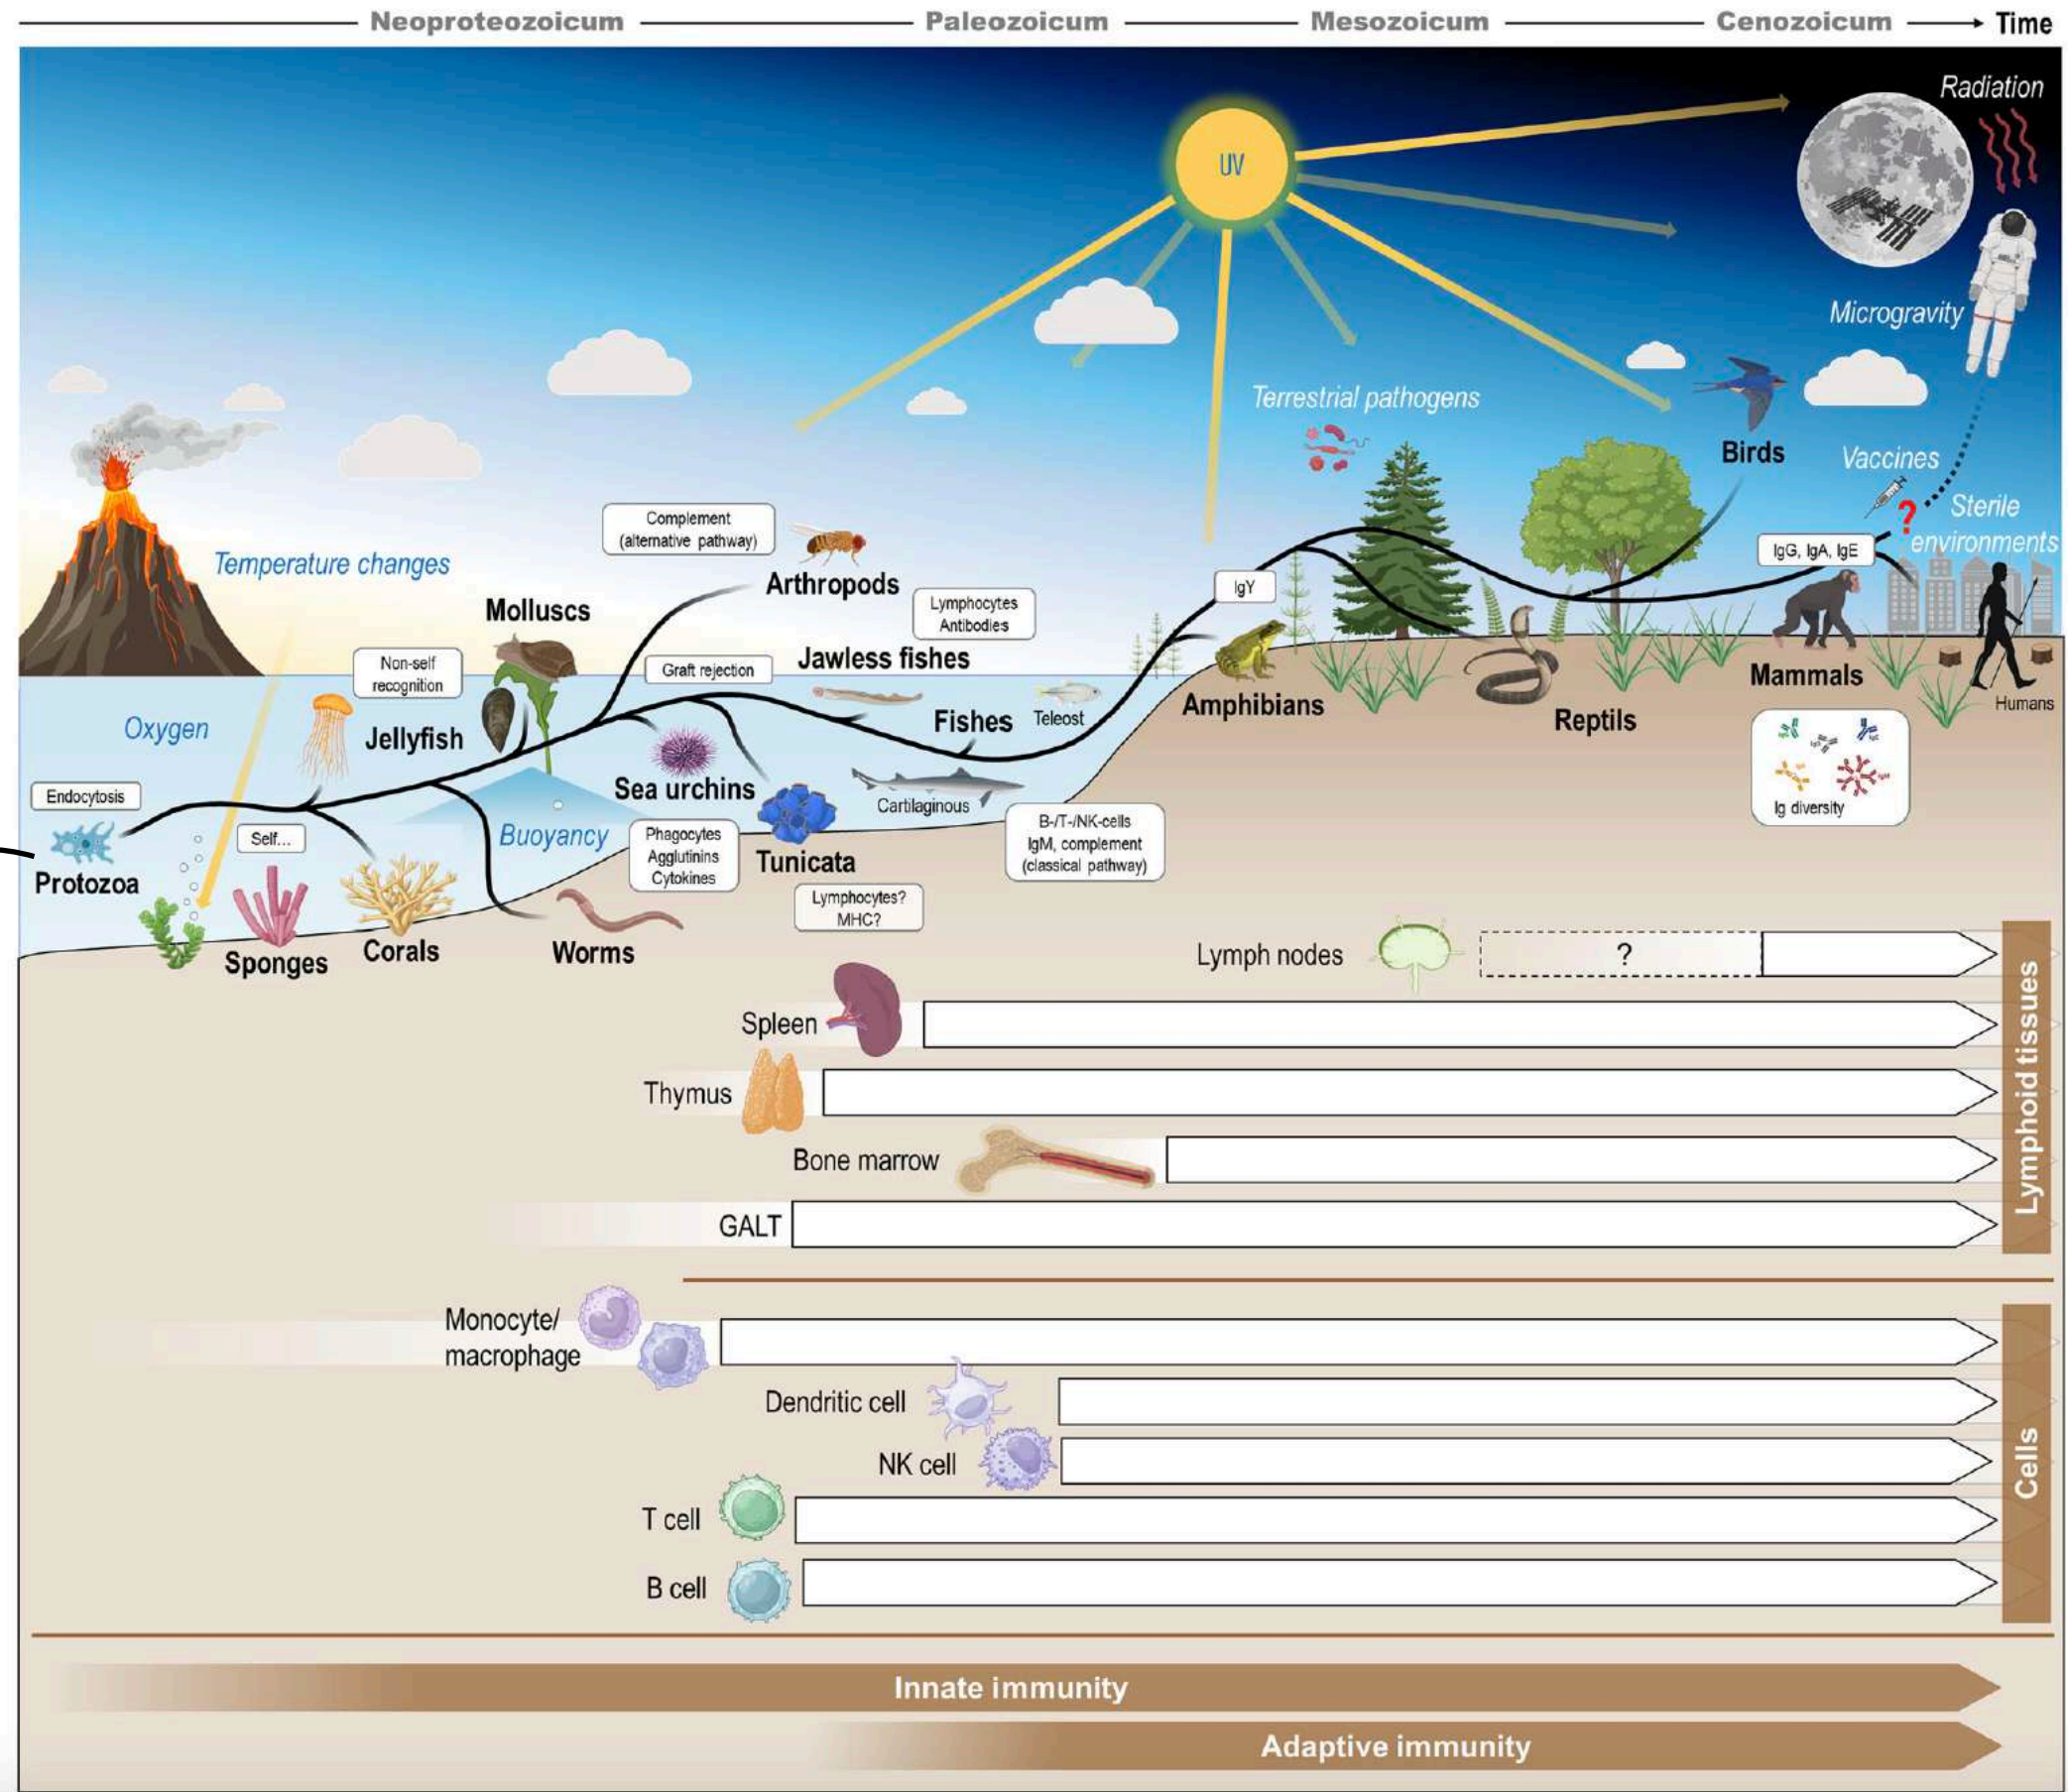 Neoproteozoicum
Paleozoicum
Mesozoicum
Cenozoicum
Time
Radiation
UV
Microgravity
Terrestrial pathogens
Birds
Vaccines
?
Sterile
environments
Complement
(alternative pathway)
Arthropods
Temperature changes
Molluscs
Lymphocytes
Antibodies
IgY
IgG, IgA, IgE
Non-self
recognition
Graft rejection
Jawless fishes
Mammals
Humans
Oxygen
Jellyfish
Fishes
Teleost
Amphibians
Reptils
Endocytosis
Sea urchins
Cartilaginous
Ig diversity
Self...
Buoyancy
Phagocytes
Agglutinins
Cytokines
B-/T-/NK-cells
IgM, complement
(classical pathway)
Protozoa
Tunicata
Lymphocytes?
MHC?
Sponges
Corals
Worms
Lymph nodes
?
Spleen
Thymus
Bone marrow
GALT
Lymphoid tissues
Monocyte/
macrophage
Dendritic cell
NK cell
T cell
B cell
Cells
Innate immunity
Adaptive immunity